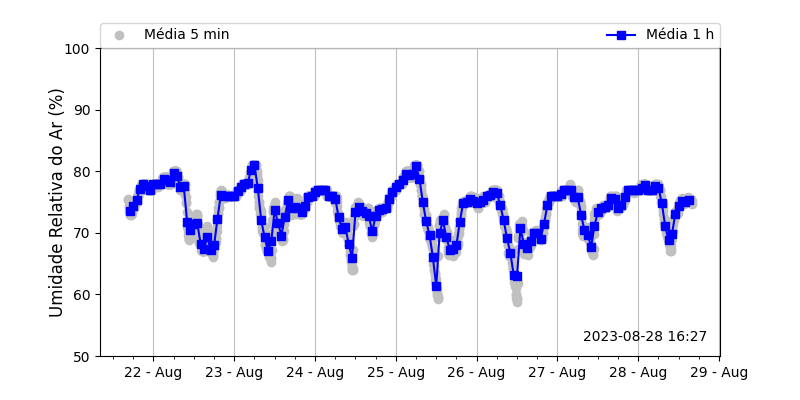 Média 5 min
Média 1 h
Umidade Relativa do Ar (%)
100
90
80
70
60
50
2023-08-28 16:27
22 - Aug
23 - Aug
24 - Aug
25 - Aug
26 - Aug
27 - Aug
28 - Aug
29 - Aug